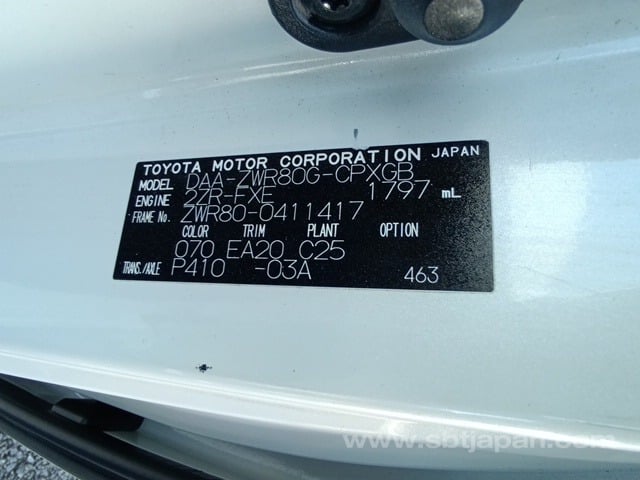 TOYOTA MOTOR CORPORATION JAPAN
MODEL DAA-ZWR80G-CPXGB
ENGINE 2ZR-FXE 1797 mL
FRAME No. ZWR80-0411417
COLOR TRIM PLANT OPTION
070 EA20 C25
TRANS./AXLE P410 -03A 463
www.sbtjapan.com